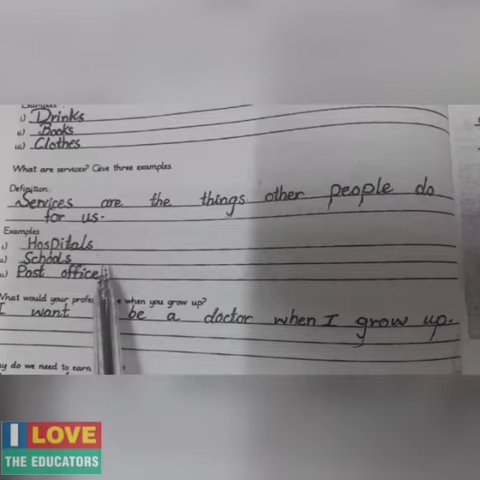 Examples
i) Drinks
ii) Books
iii) Clothes
What are services? Give three examples
Definition:
Services are the things other people do
for us.
Examples
i) Hospitals
ii) Schools
iii) Post office
What would your when you grow up?
I want be a doctor when I grow up.
do we need to earn
I LOVE
THE EDUCATORS